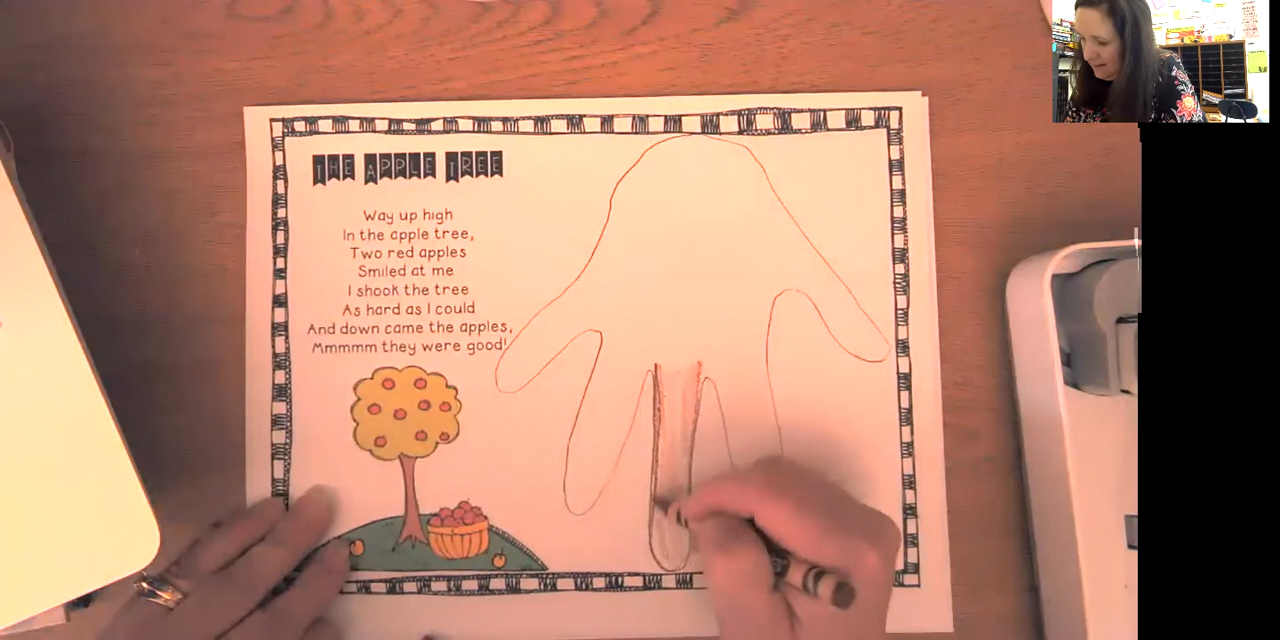 THE APPLE TREE
Way up high
In the apple tree,
Two red apples
Smiled at me
I shook the tree
As hard as I could
And down came the apples,
Mmmmm they were good!